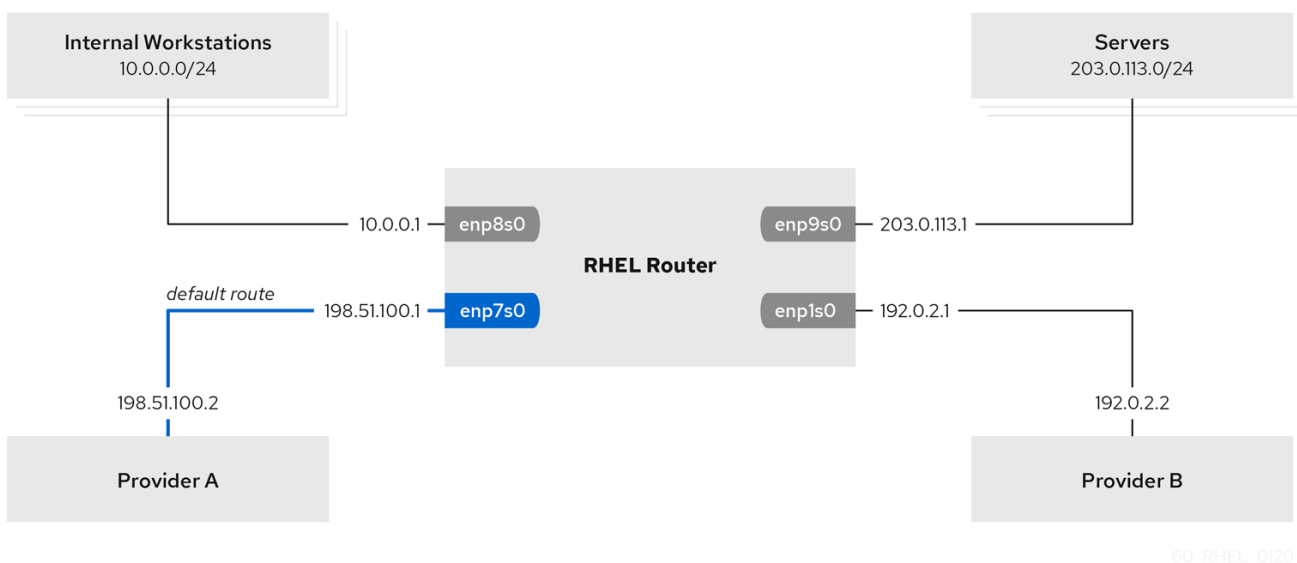 Internal Workstations
10.0.0.0/24
Servers
203.0.113.0/24
10.0.0.1
enp8s0
enp9s0
203.0.113.1
RHEL Router
default route
198.51.100.1
enp7s0
enp1s0
192.0.2.1
198.51.100.2
192.0.2.2
Provider A
Provider B
60_RHEL_0120